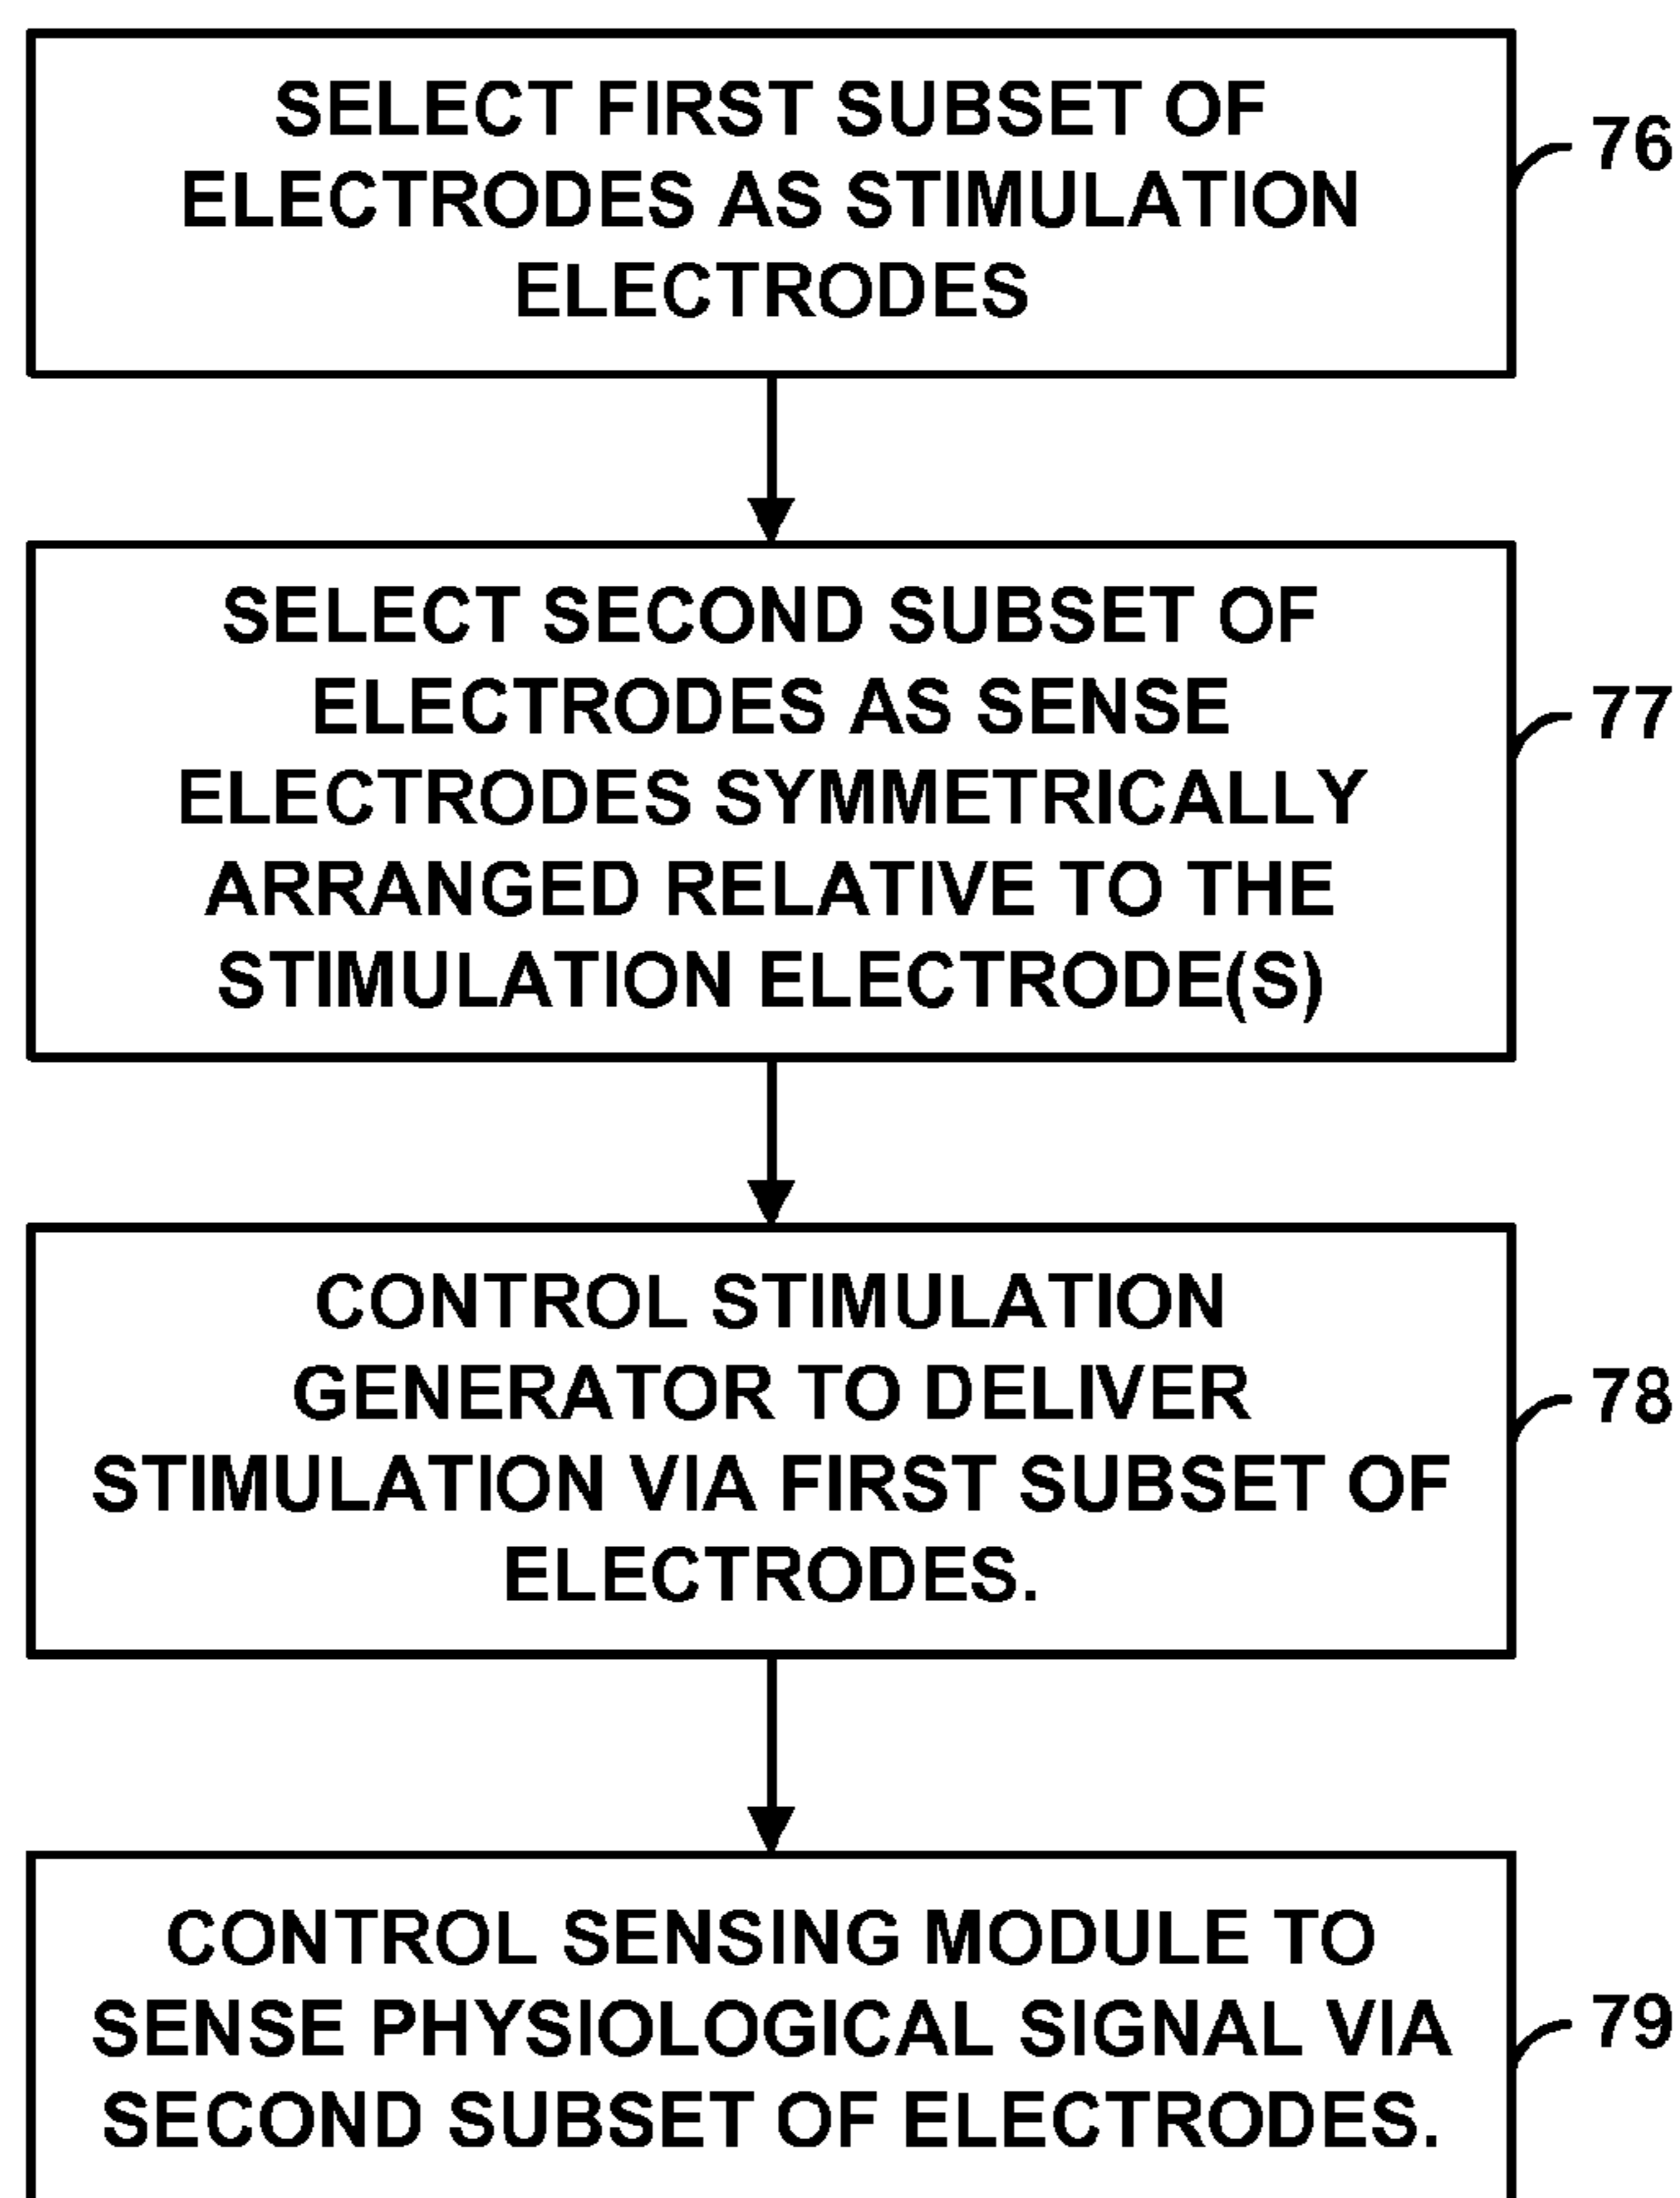 SELECT FIRST SUBSET OF
ELECTRODES AS STIMULATION
ELECTRODES
76
SELECT SECOND SUBSET OF
ELECTRODES AS SENSE
ELECTRODES SYMMETRICALLY
ARRANGED RELATIVE TO THE
STIMULATION ELECTRODE(S)
77
CONTROL STIMULATION
GENERATOR TO DELIVER
STIMULATION VIA FIRST SUBSET OF
ELECTRODES.
78
CONTROL SENSING MODULE TO
SENSE PHYSIOLOGICAL SIGNAL VIA
SECOND SUBSET OF ELECTRODES.
79